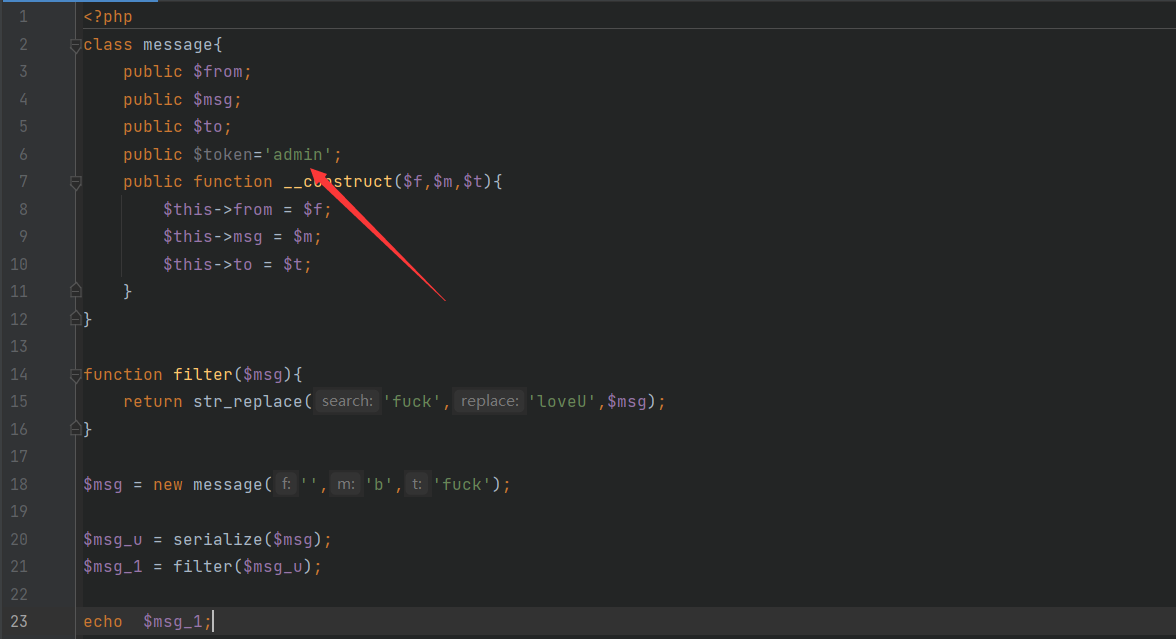 1 <?php
2 class message{
3 public $from;
4 public $msg;
5 public $to;
6 public $token='admin';
7 public function __construct($f,$m,$t){
8 $this->from = $f;
9 $this->msg = $m;
10 $this->to = $t;
11 }
12 }
13
14 function filter($msg){
15 return str_replace( search: 'fuck', replace: 'loveU',$msg);
16 }
17
18 $msg = new message( f: '', m: 'b', t: 'fuck');
19
20 $msg_u = serialize($msg);
21 $msg_1 = filter($msg_u);
22
23 echo  $msg_1;